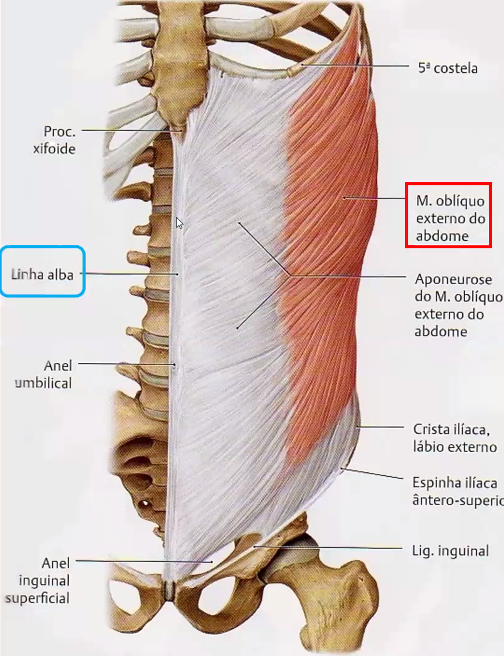 5ª costela
Proc.
xifoide
M. oblíquo
externo do
abdome
Linha alba
Aponeurose
do M. oblíquo
externo do
abdome
Anel
umbilical
Crista ilíaca,
lábio externo
Espinha ilíaca
ântero-superio
Lig. inguinal
Anel
inguinal
superficial